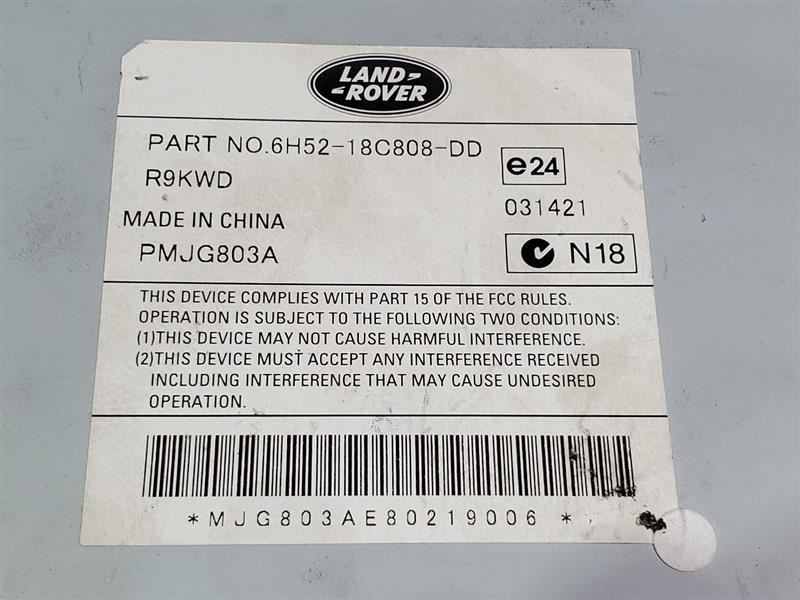 LAND-
-ROVER
PART NO.6H52-18C808-DD
R9KWD
e24
031421
MADE IN CHINA
PMJG803A
N18
THIS DEVICE COMPLIES WITH PART 15 OF THE FCC RULES.
OPERATION IS SUBJECT TO THE FOLLOWING TWO CONDITIONS:
(1)THIS DEVICE MAY NOT CAUSE HARMFUL INTERFERENCE.
(2)THIS DEVICE MUST ACCEPT ANY INTERFERENCE RECEIVED
INCLUDING INTERFERENCE THAT MAY CAUSE UNDESIRED
OPERATION.
*MJG803AE80219006*